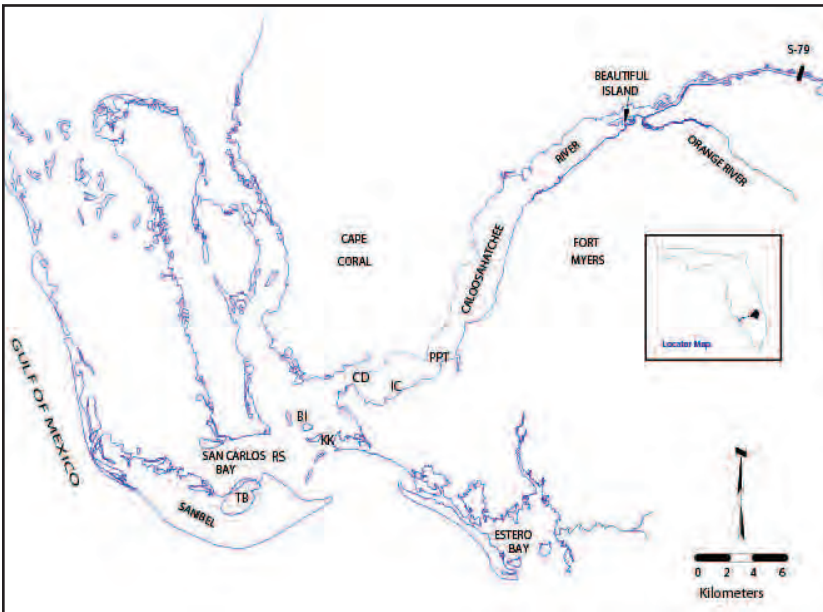 S-79
BEAUTIFUL
ISLAND
RIVER
ORANGE RIVER
CALOOSAHATCHEE
CAPE
CORAL
FORT
MYERS
Locator Map
GULF OF MEXICO
PPT
CD
IC
BI
KK
SAN CARLOS
BAY
RS
TB
SANIBEL
ESTERO
BAY
0 2 4 6
Kilometers